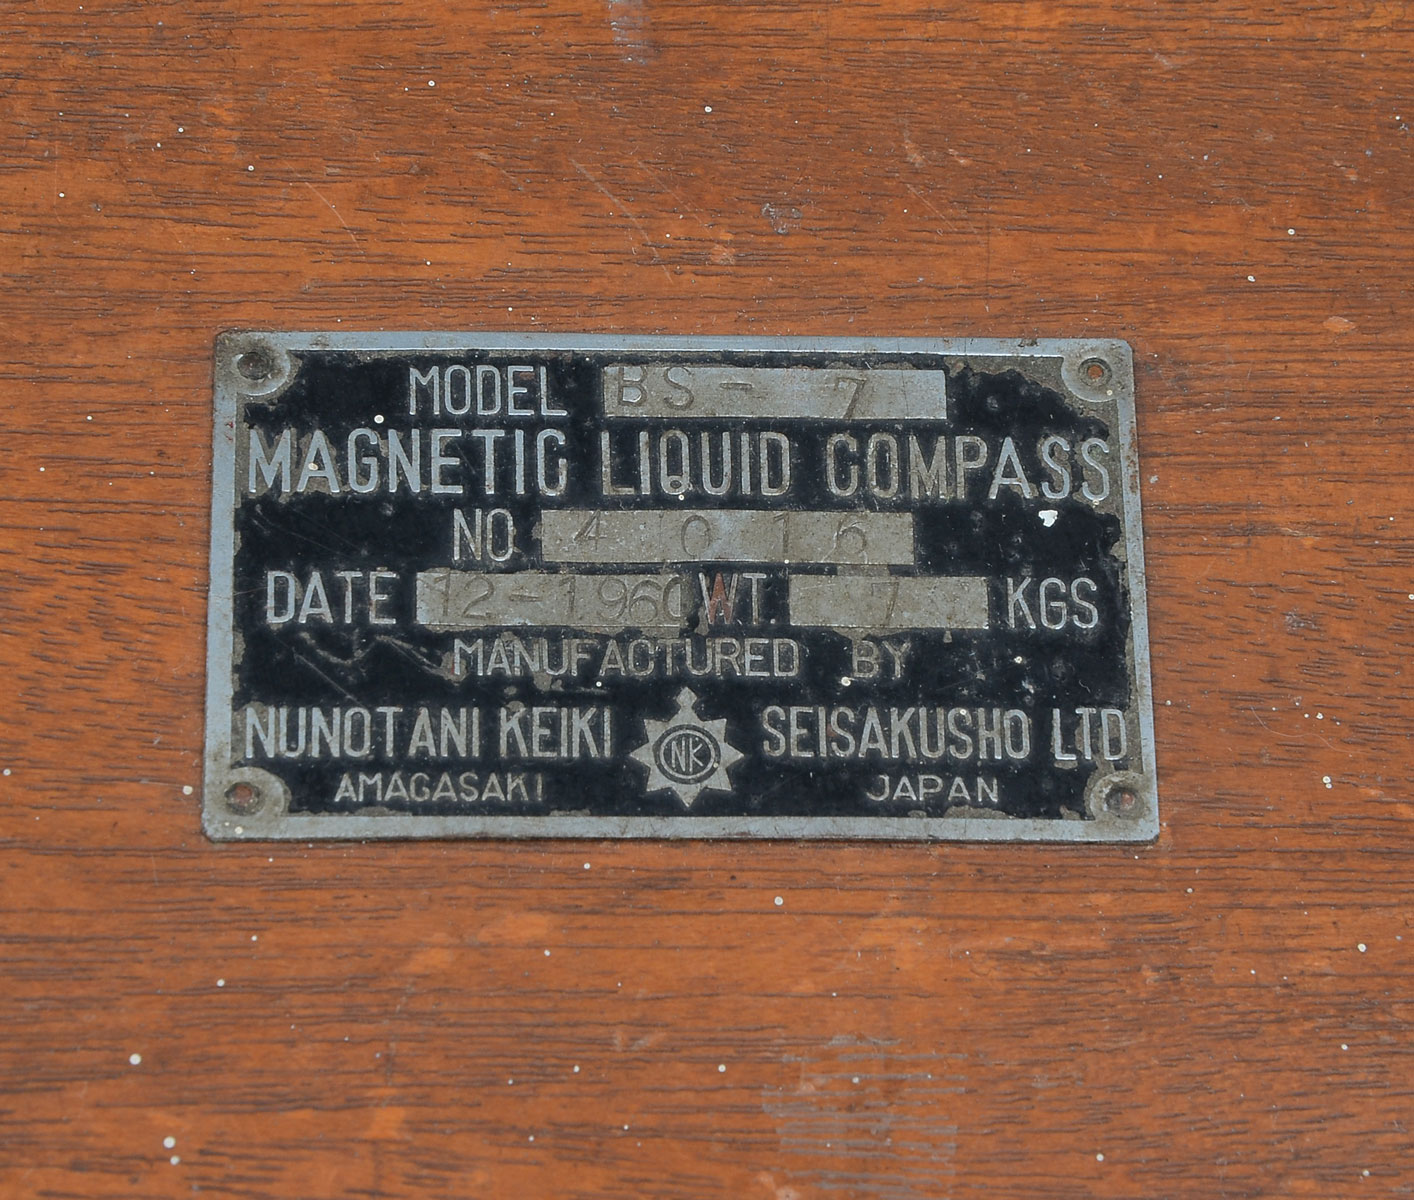 MODEL BS - 7
MAGNETIC LIQUID COMPASS
NO 4016
DATE 12-1960 WT. 7 KGS
MANUFACTURED BY
NUNOTANI KEIKI NK SEISAKUSHO LTD
AMAGASAKI JAPAN